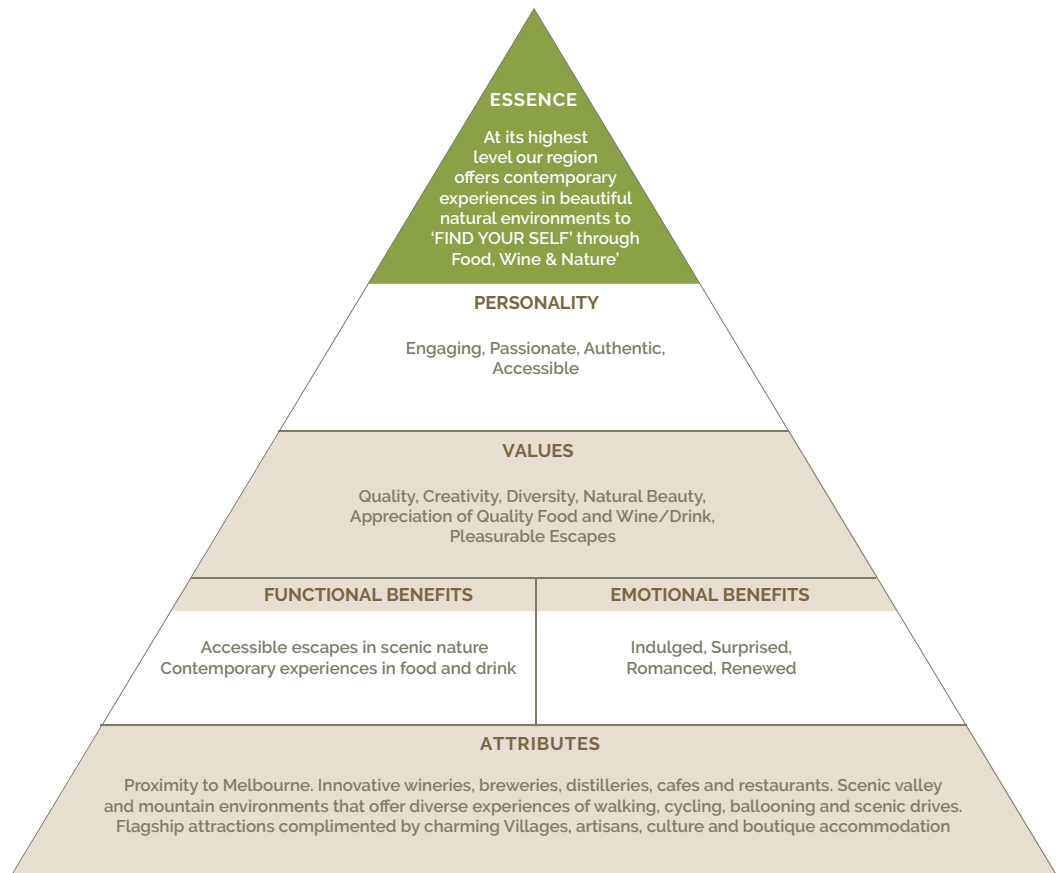 ESSENCE
At its highest
level our region
offers contemporary
experiences in beautiful
natural environments to
‘FIND YOUR SELF’ through
Food, Wine & Nature’
PERSONALITY
Engaging, Passionate, Authentic,
Accessible
VALUES
Quality, Creativity, Diversity, Natural Beauty,
Appreciation of Quality Food and Wine/Drink,
Pleasurable Escapes
FUNCTIONAL BENEFITS
Accessible escapes in scenic nature
Contemporary experiences in food and drink
EMOTIONAL BENEFITS
Indulged, Surprised,
Romanced, Renewed
ATTRIBUTES
Proximity to Melbourne. Innovative wineries, breweries, distilleries, cafes and restaurants. Scenic valley
and mountain environments that offer diverse experiences of walking, cycling, ballooning and scenic drives.
Flagship attractions complimented by charming Villages, artisans, culture and boutique accommodation